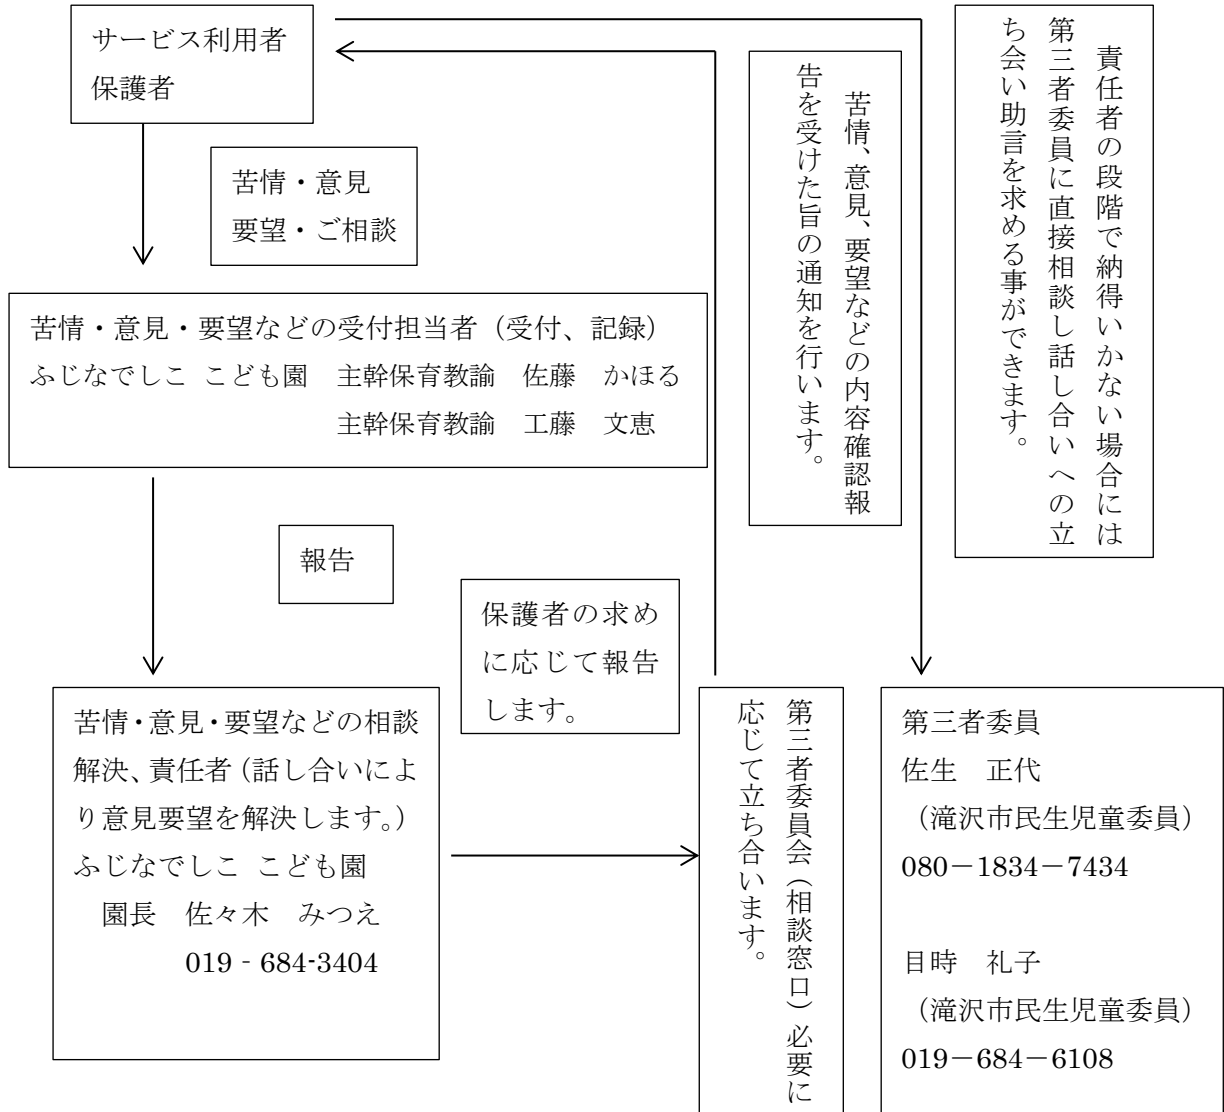 サービス利用者
保護者
苦情・意見
要望・ご相談
苦情・意見・要望などの受付担当者（受付、記録）
ふじなでしこ こども園　主幹保育教諭　佐藤　かほる
主幹保育教諭　工藤　文恵
報告
保護者の求め
に応じて報告
します。
苦情・意見・要望などの相談
解決、責任者（話し合いによ
り意見要望を解決します。）
ふじなでしこ こども園
園長　佐々木　みつえ
019‐684-3404
第三者委員会（相談窓口）必要に
応じて立ち合います。
苦情、意見、要望などの内容確認報
告を受けた旨の通知を行います。
責任者の段階で納得いかない場合には
第三者委員に直接相談し話し合いへの立
ち会い助言を求める事ができます。
第三者委員
佐生　正代
（滝沢市民生児童委員）
080－1834－7434
目時　礼子
（滝沢市民生児童委員）
019－684－6108